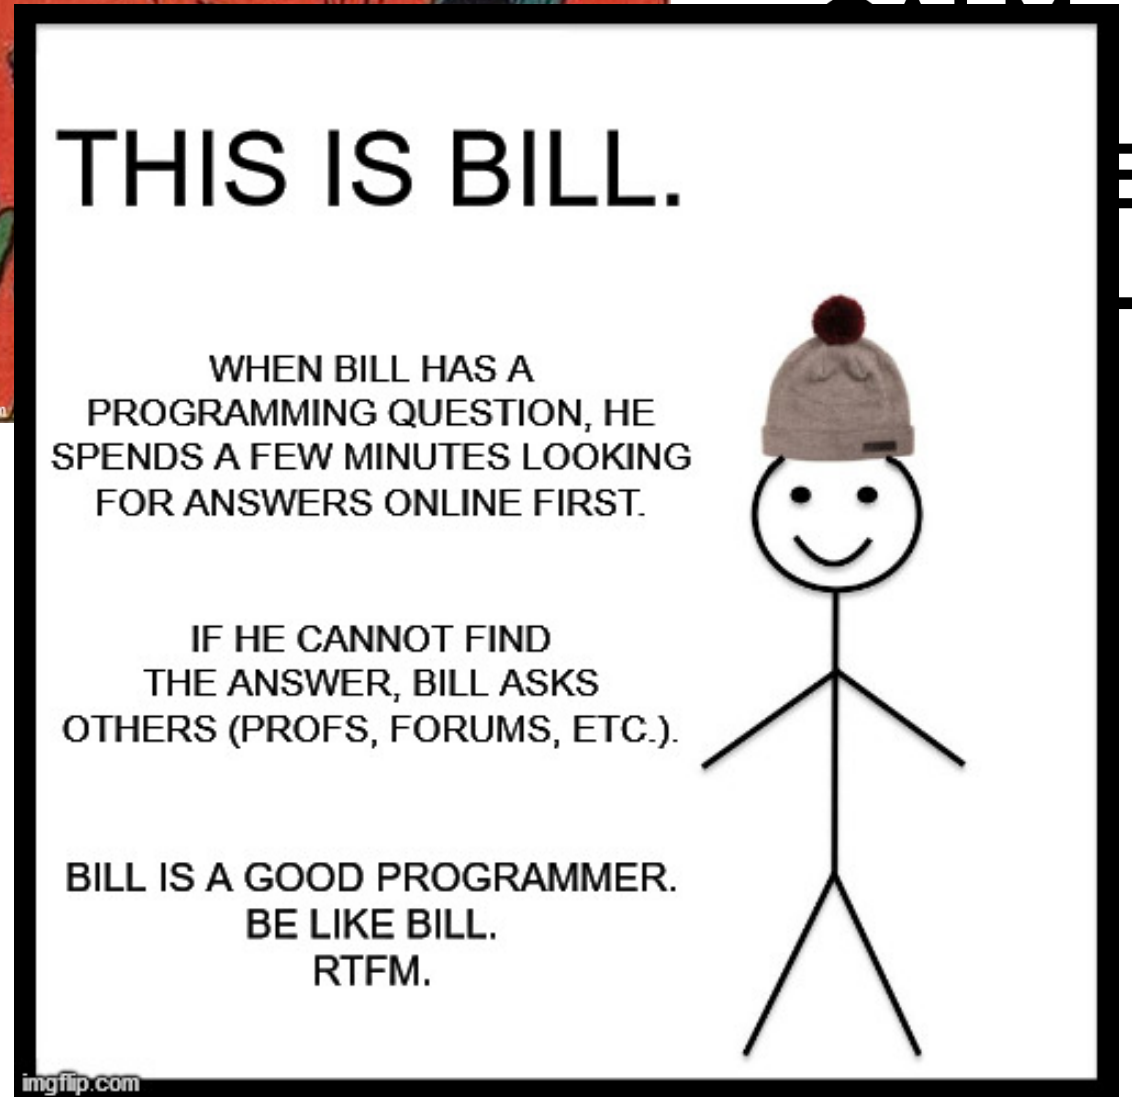 THIS IS BILL.
WHEN BILL HAS A
PROGRAMMING QUESTION, HE
SPENDS A FEW MINUTES LOOKING
FOR ANSWERS ONLINE FIRST.
IF HE CANNOT FIND
THE ANSWER, BILL ASKS
OTHERS (PROFS, FORUMS, ETC.).
BILL IS A GOOD PROGRAMMER.
BE LIKE BILL.
RTFM.
imgflip.com